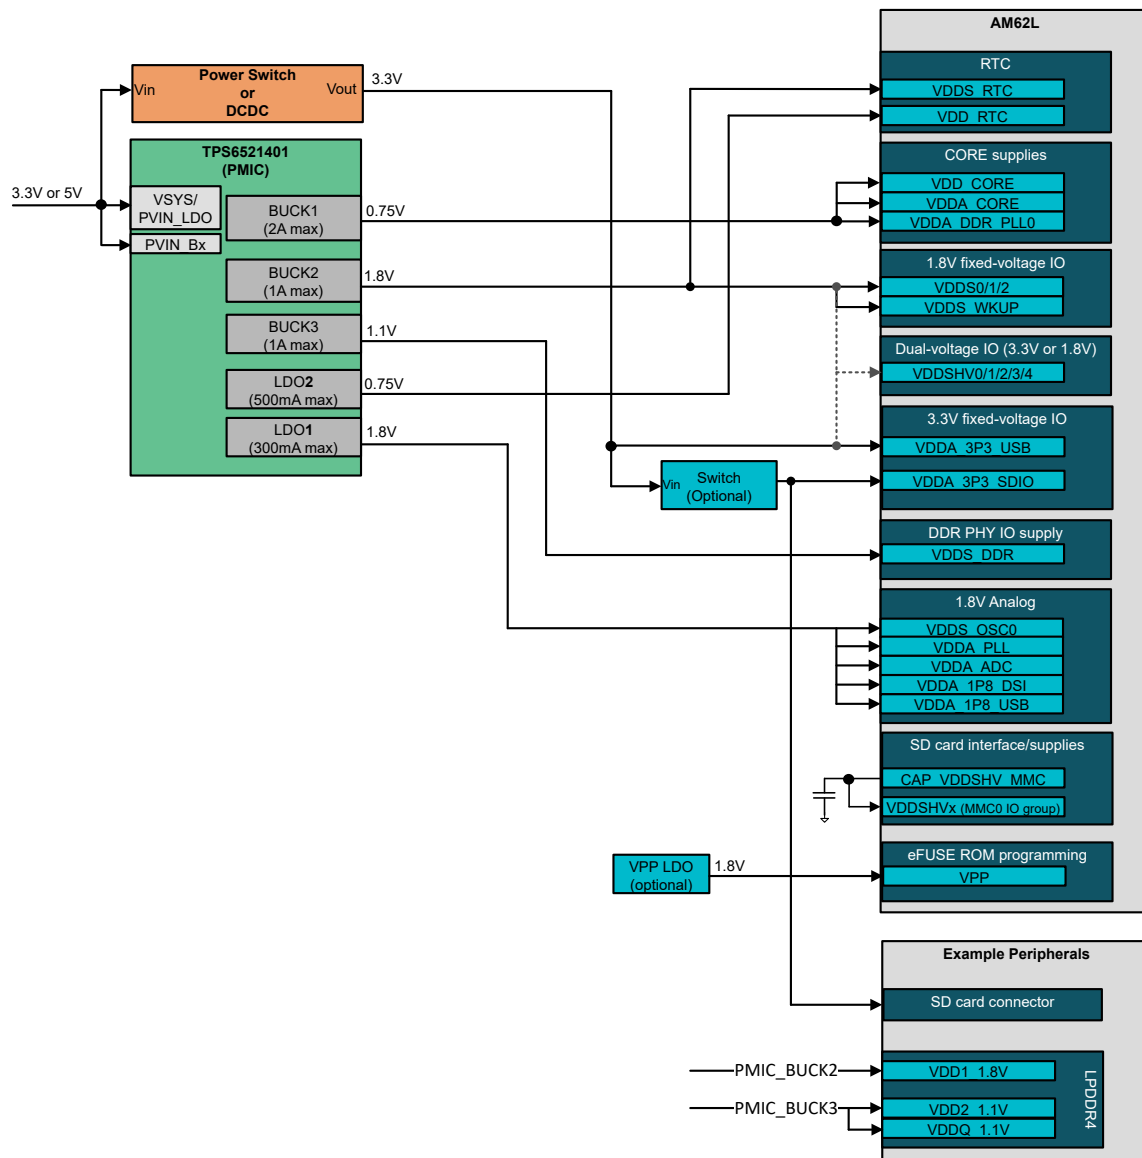 AM62L
Power Switch
or
DCDC
Vin
Vout
3.3V
RTC
VDDS_RTC
VDD_RTC
TPS6521401
(PMIC)
3.3V or 5V
VSYS/
PVIN_LDO
PVIN_Bx
BUCK1
(2A max)
0.75V
CORE supplies
VDD_CORE
VDDA_CORE
VDDA_DDR_PLL0
BUCK2
(1A max)
1.8V
1.8V fixed-voltage IO
VDDS0/1/2
VDDS_WKUP
BUCK3
(1A max)
1.1V
Dual-voltage IO (3.3V or 1.8V)
VDDSHV0/1/2/3/4
LDO2
(500mA max)
0.75V
LDO1
(300mA max)
1.8V
3.3V fixed-voltage IO
VDDA_3P3_USB
VDDA_3P3_SDIO
Vin
Switch
(Optional)
DDR PHY IO supply
VDDS_DDR
1.8V Analog
VDDS_OSC0
VDDA_PLL
VDDA_ADC
VDDA_1P8_DSI
VDDA_1P8_USB
SD card interface/supplies
CAP_VDDSHV_MMC
VDDSHVx (MMC0 IO group)
VPP LDO
(optional)
1.8V
eFUSE ROM programming
VPP
Example Peripherals
SD card connector
PMIC_BUCK2
VDD1_1.8V
PMIC_BUCK3
VDD2_1.1V
VDDQ_1.1V
LPDDR4